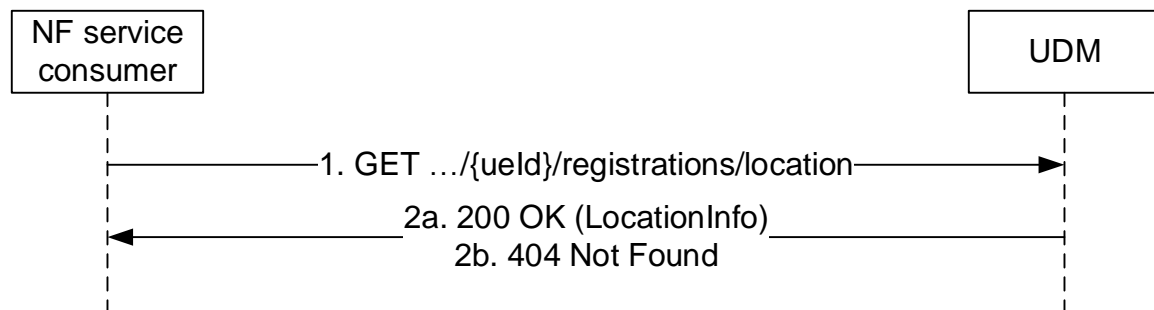 NF service
consumer
UDM
1. GET …/{ueId}/registrations/location
2a. 200 OK (LocationInfo)
2b. 404 Not Found